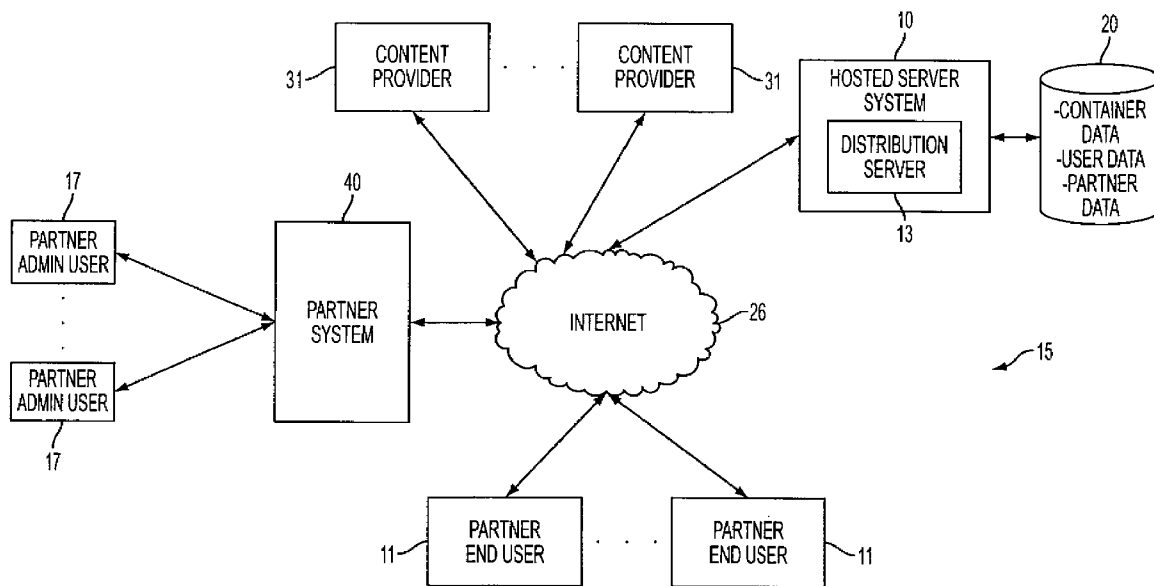 CONTENT
PROVIDER
31
. . .
CONTENT
PROVIDER
31
10
HOSTED SERVER
SYSTEM
DISTRIBUTION
SERVER
13
20
-CONTAINER
DATA
-USER DATA
-PARTNER
DATA
17
PARTNER
ADMIN USER
PARTNER
ADMIN USER
17
40
PARTNER
SYSTEM
INTERNET
26
15
PARTNER
END USER
11
. . . .
PARTNER
END USER
11